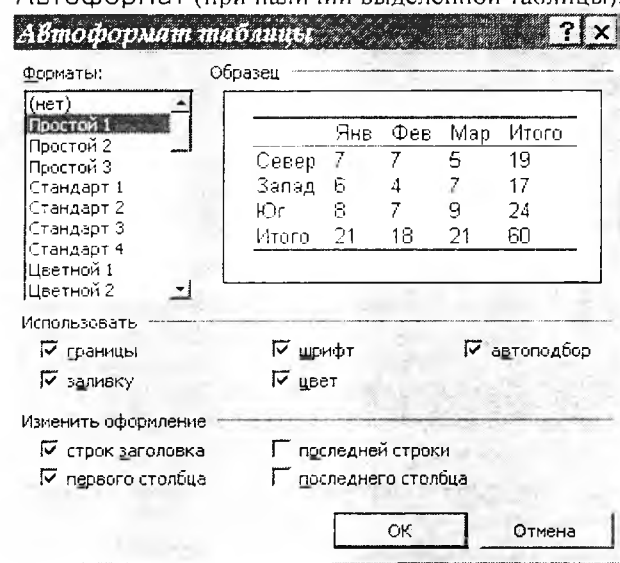 Автоформат (при наличии выделенной таблицы).
Автоформат таблицы ? ×
Форматы:
Образец
(нет)
Простой 1
Простой 2
Простой 3
Стандарт 1
Стандарт 2
Стандарт 3
Стандарт 4
Цветной 1
Цветной 2
Янв Фев Мар Итого
Север 7 7 5 19
Запад 6 4 7 17
Юг 8 7 9 24
Итого 21 18 21 60
Использовать
границы шрифт автоподбор
заливку цвет
Изменить оформление
строк заголовка последней строки
первого столбца последнего столбца
ОК Отмена